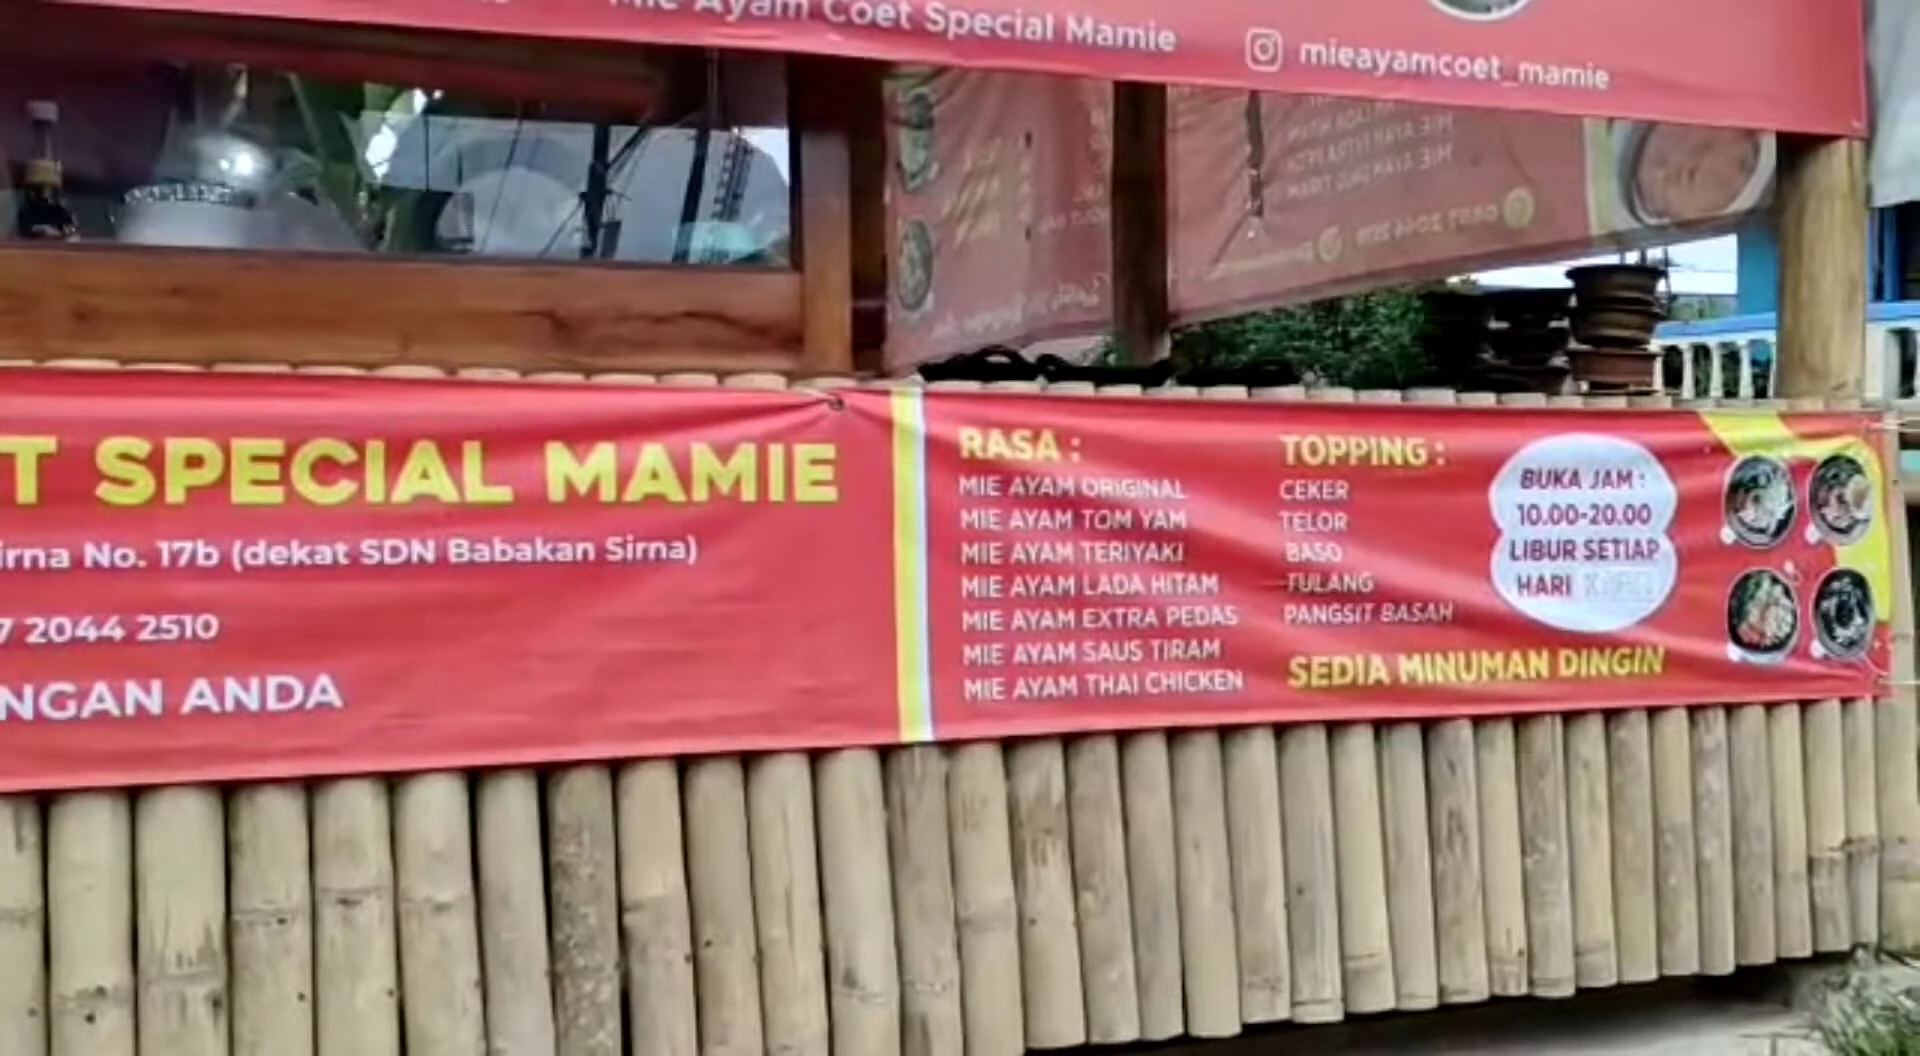 Mie Ayam Coet Special Mamie
mieayamcoet_mamie
T SPECIAL MAMIE
irna No. 17b (dekat SDN Babakan Sirna)
7 2044 2510
NGAN ANDA
RASA :
MIE AYAM ORIGINAL
MIE AYAM TOM YAM
MIE AYAM TERIYAKI
MIE AYAM LADA HITAM
MIE AYAM EXTRA PEDAS
MIE AYAM SAUS TIRAM
MIE AYAM THAI CHICKEN
TOPPING :
CEKER
TELOR
BASO
TULANG
PANGSIT BASAH
SEDIA MINUMAN DINGIN
BUKA JAM :
10.00-20.00
LIBUR SETIAP
HARI